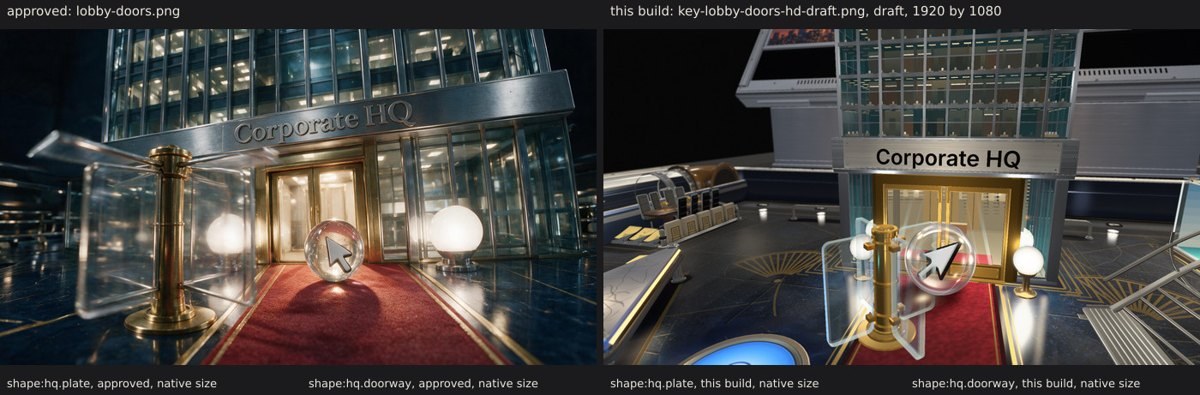 approved: lobby-doors.png
this build: key-lobby-doors-hd-draft.png, draft, 1920 by 1080
Corporate HQ
Corporate HQ
shape:hq.plate, approved, native size
shape:hq.doorway, approved, native size
shape:hq.plate, this build, native size
shape:hq.doorway, this build, native size